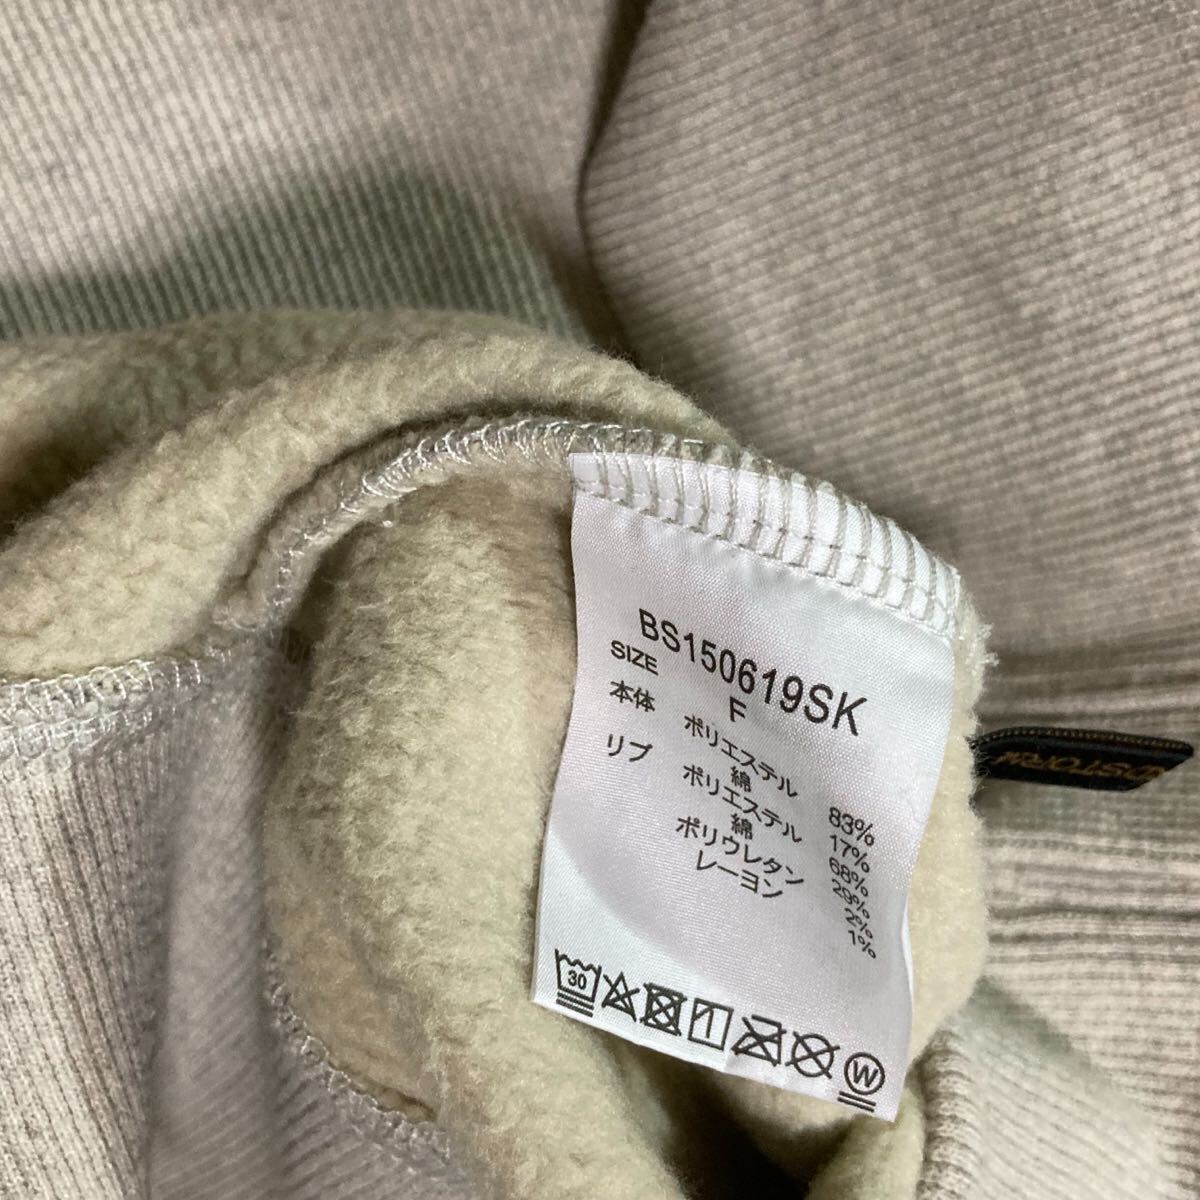 BS150619SK
SIZE F
本体 ポリエステル 83%
綿 17%
リブ ポリエステル 68%
綿 29%
ポリウレタン 2%
レーヨン 1%
30
W